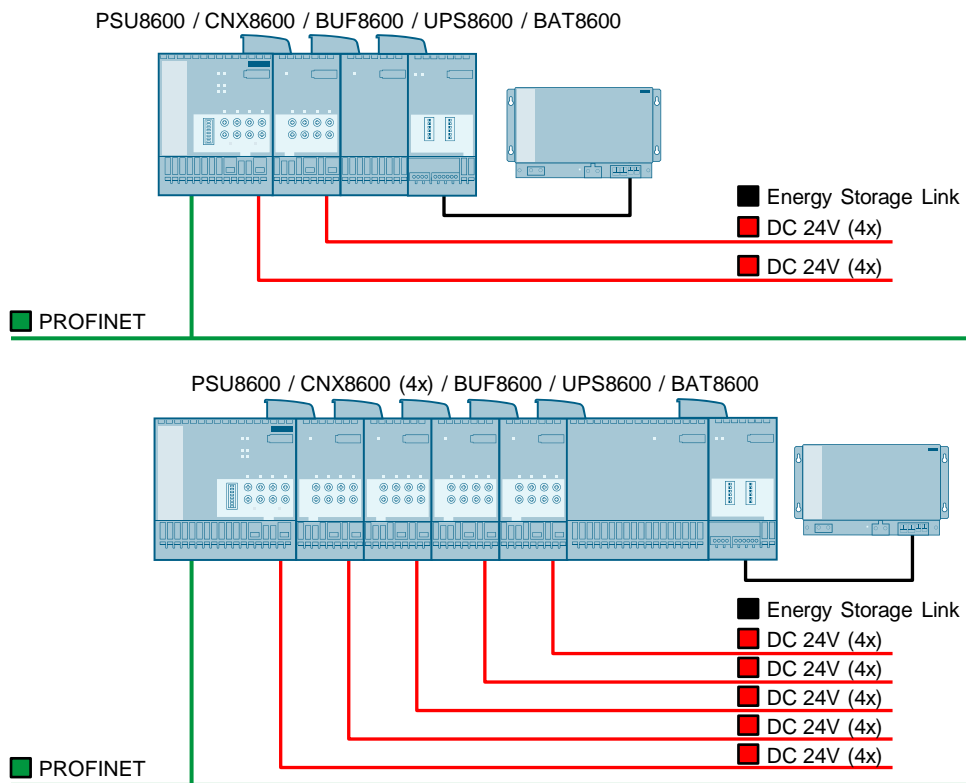 PSU8600 / CNX8600 / BUF8600 / UPS8600 / BAT8600
Energy Storage Link
DC 24V (4x)
DC 24V (4x)
PROFINET
PSU8600 / CNX8600 (4x) / BUF8600 / UPS8600 / BAT8600
Energy Storage Link
DC 24V (4x)
DC 24V (4x)
DC 24V (4x)
DC 24V (4x)
DC 24V (4x)
PROFINET